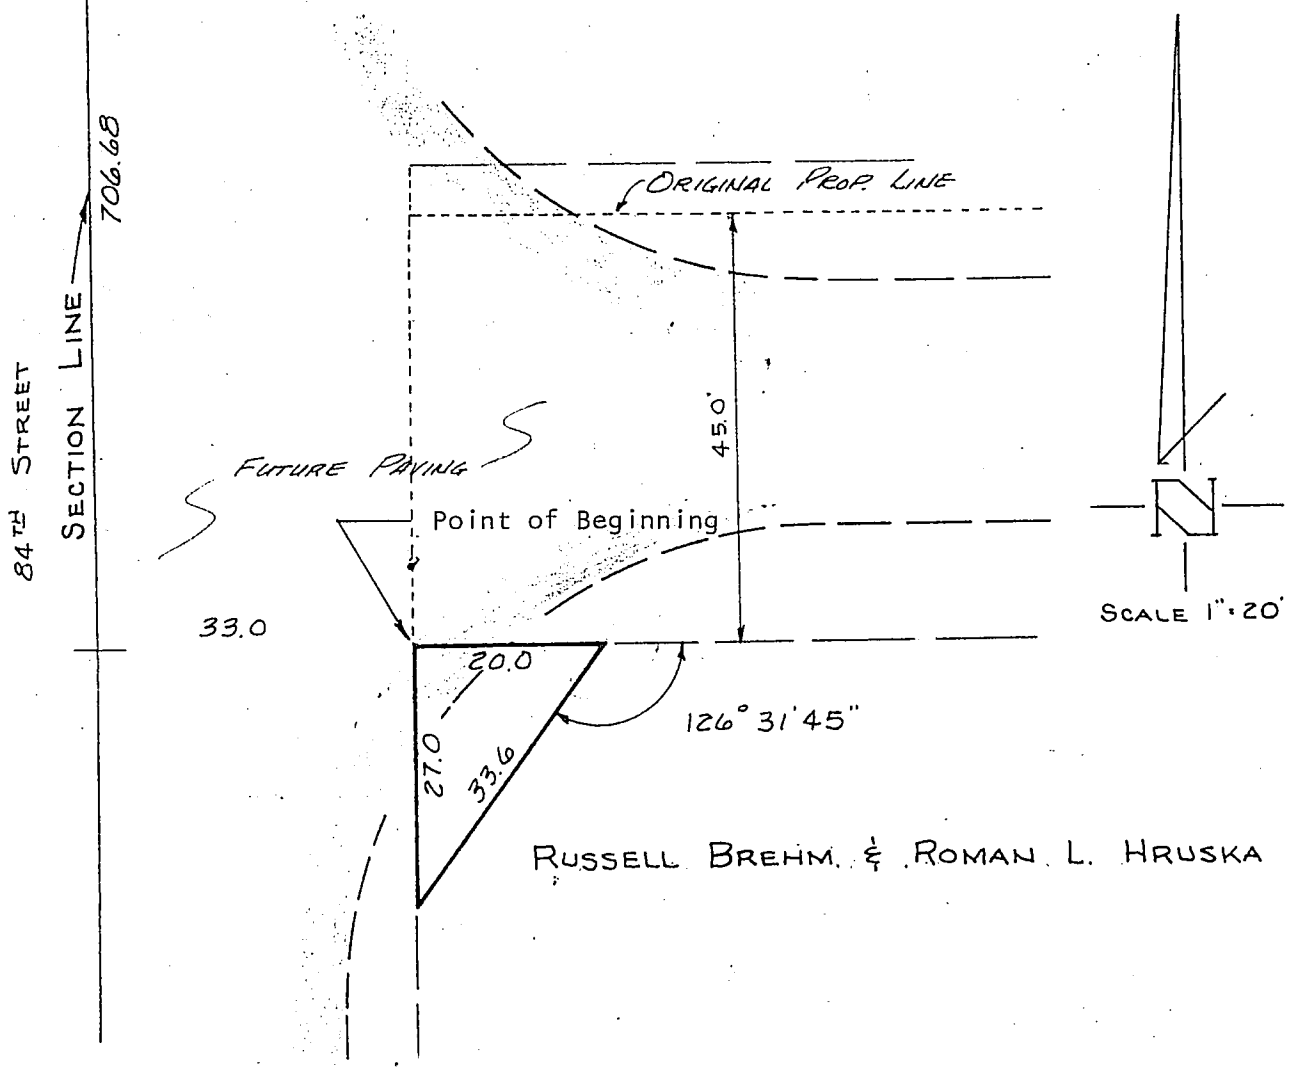 706.68
ORIGINAL PROP. LINE
SECTION LINE
84TH STREET
45.0'
FUTURE PAVING
Point of Beginning
N
SCALE 1"=20'
33.0
20.0
126° 31' 45"
27.0
33.6
RUSSELL BREHM & ROMAN L. HRUSKA